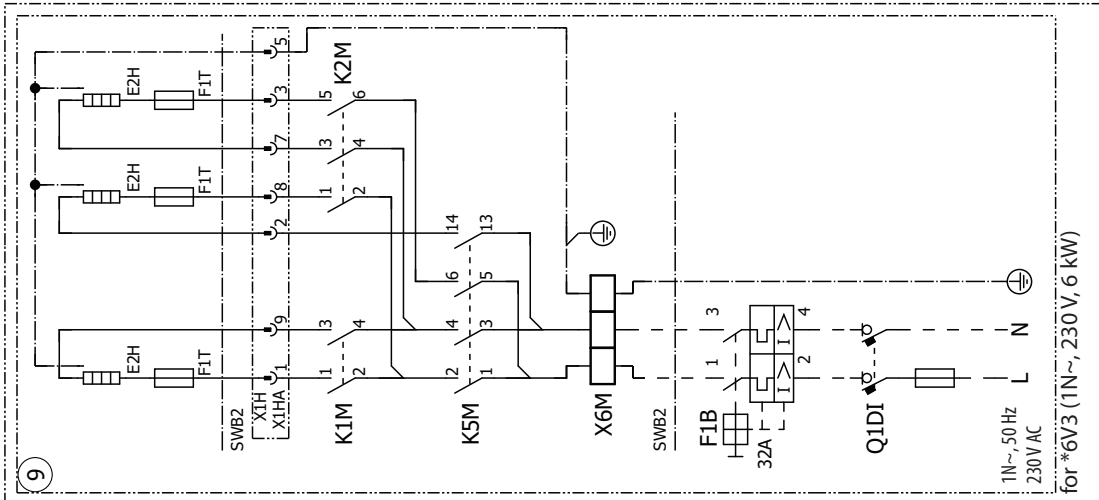 9
E2H
F1T
E2H
F1T
E2H
F1T
SWB2
X1H
X1HA
1 9 2 8 7 3 5
K1M
1 3
2 4
K2M
1 3 5
2 4 6
K5M
2 4 6 14
1 3 5 13
X6M
SWB2
F1B
32A
1 3
I> I>
2 4
Q1DI
1N~, 50 Hz
230 V AC
L N
for *6V3 (1N~, 230 V, 6 kW)